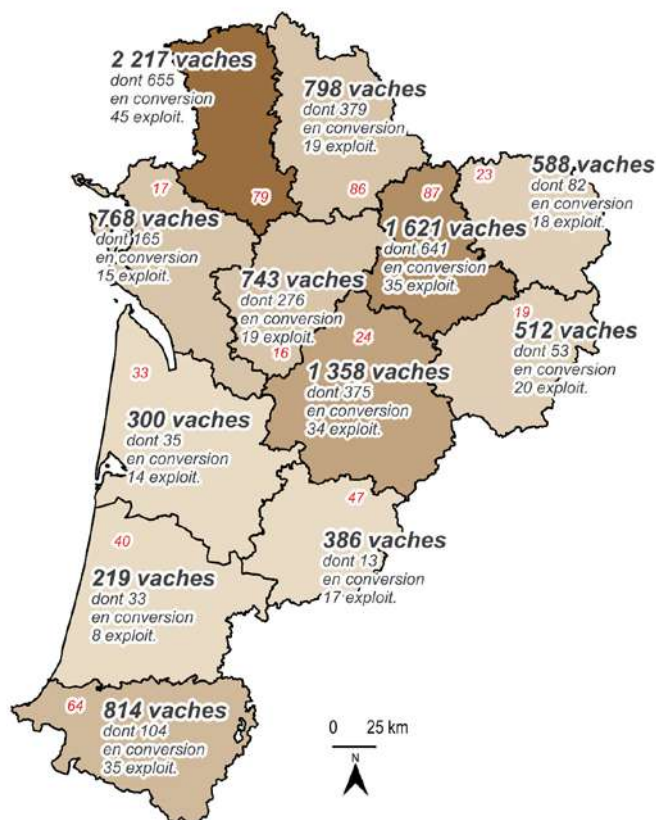 2 217 vaches
dont 655
en conversion
45 exploit.
79
798 vaches
dont 379
en conversion
19 exploit.
86
87
23
588 vaches
dont 82
en conversion
18 exploit.
17
768 vaches
dont 165
en conversion
15 exploit.
1 621 vaches
dont 641
en conversion
35 exploit.
743 vaches
dont 276
en conversion
19 exploit.
16
19
512 vaches
dont 53
en conversion
20 exploit.
24
1 358 vaches
dont 375
en conversion
34 exploit.
33
300 vaches
dont 35
en conversion
14 exploit.
47
386 vaches
dont 13
en conversion
17 exploit.
40
219 vaches
dont 33
en conversion
8 exploit.
64
814 vaches
dont 104
en conversion
35 exploit.
0 25 km
N